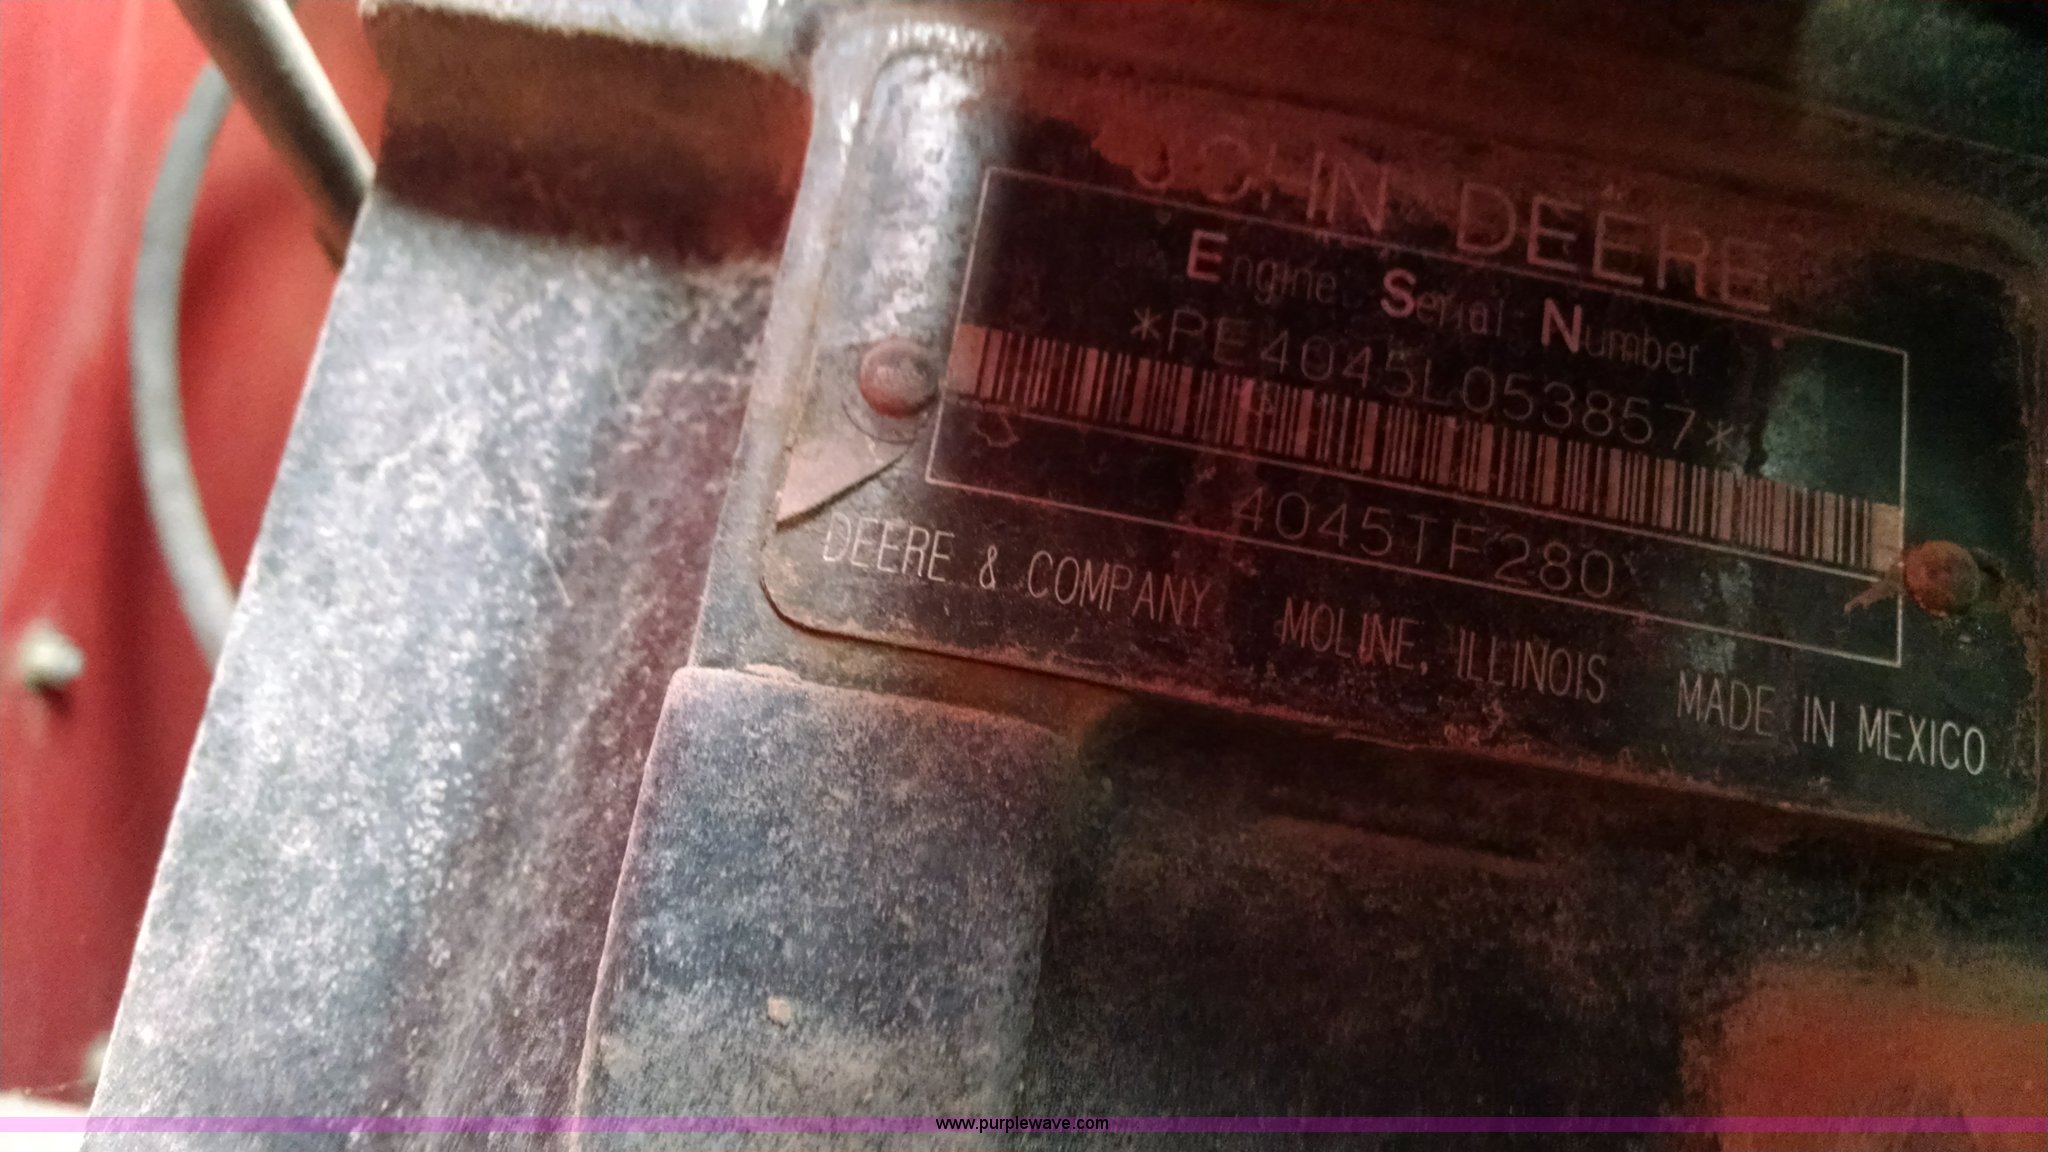 JOHN DEERE
Engine Serial Number
*PE4045L053857*
4045TF280
DEERE & COMPANY MOLINE, ILLINOIS MADE IN MEXICO
www.purplewave.com